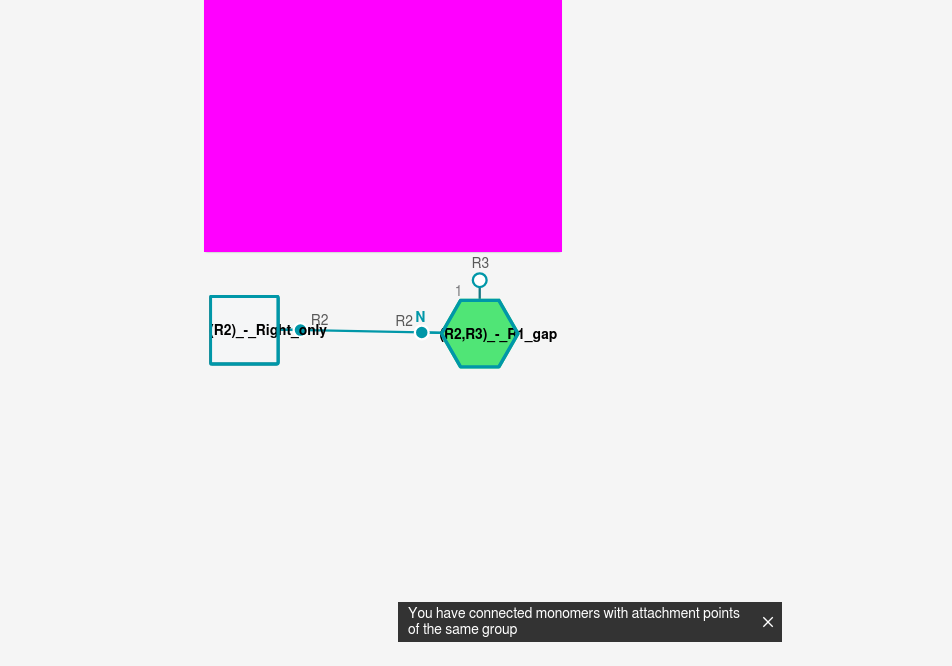 R3
1
R2
R2
N
(R2)_-_Right_only
(R2,R3)_-_R1_gap
You have connected monomers with attachment points
of the same group